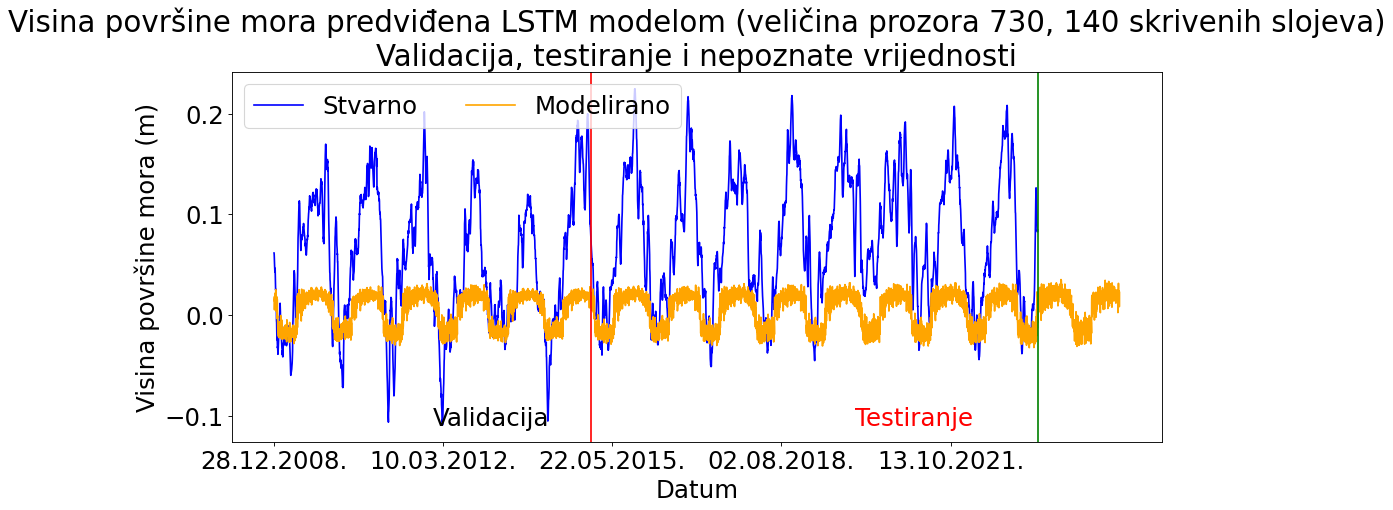 Visina površine mora predviđena LSTM modelom (veličina prozora 730, 140 skrivenih slojeva)
Validacija, testiranje i nepoznate vrijednosti
Stvarno Modelirano
Visina površine mora (m)
0.2
0.1
0.0
−0.1
Validacija Testiranje
28.12.2008. 10.03.2012. 22.05.2015. 02.08.2018. 13.10.2021.
Datum